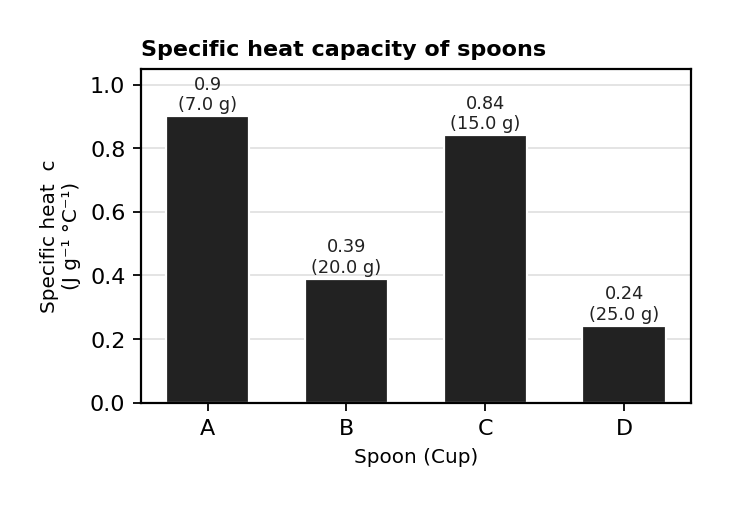 Specific heat capacity of spoons
Specific heat  c
(J g⁻¹ °C⁻¹)
1.0
0.8
0.6
0.4
0.2
0.0
0.9
(7.0 g)
0.39
(20.0 g)
0.84
(15.0 g)
0.24
(25.0 g)
A
B
C
D
Spoon (Cup)